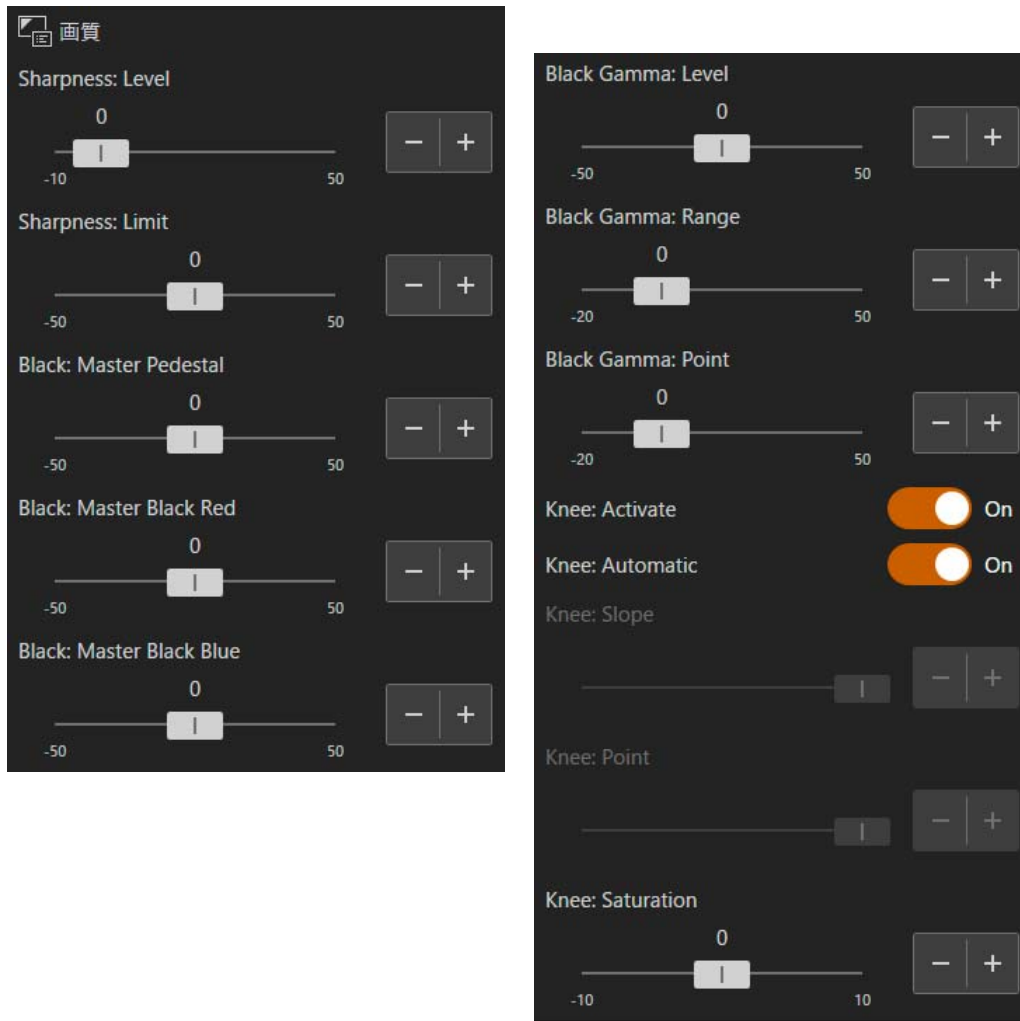 画質
Sharpness: Level
0
-10 50
Sharpness: Limit
0
-50 50
Black: Master Pedestal
0
-50 50
Black: Master Black Red
0
-50 50
Black: Master Black Blue
0
-50 50
Black Gamma: Level
0
-50 50
Black Gamma: Range
0
-20 50
Black Gamma: Point
0
-20 50
Knee: Activate On
Knee: Automatic On
Knee: Slope
Knee: Point
Knee: Saturation
0
-10 10